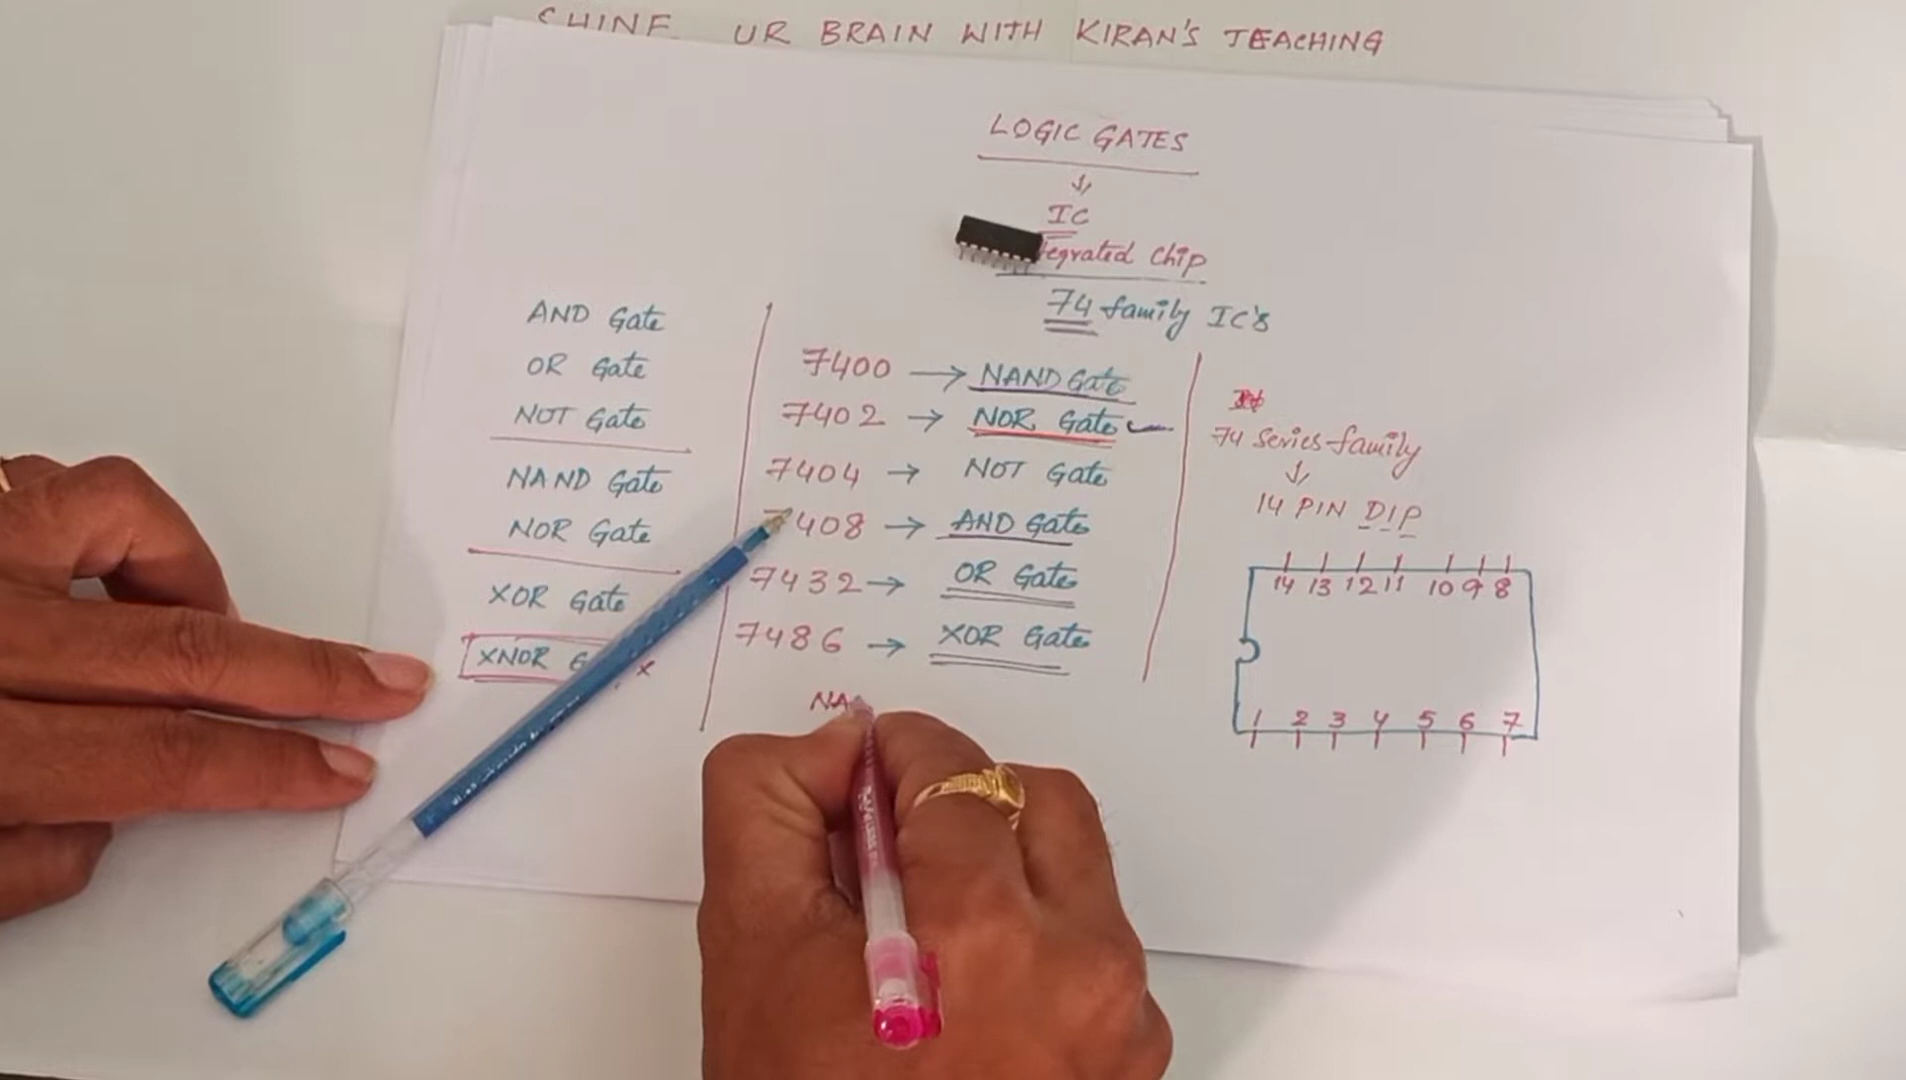 SHINE UR BRAIN WITH KIRAN'S TEACHING
LOGIC GATES
IC
tegrated Chip
74 family IC's
AND Gate
OR Gate
NOT Gate
NAND Gate
NOR Gate
XOR Gate
XNOR G x
7400 → NAND Gate
7402 → NOR Gate
7404 → NOT Gate
7408 → AND Gate
7432 → OR Gate
7486 → XOR Gate
NA
74 Series family
14 PIN DIP
14 13 12 11 10 9 8
1 2 3 4 5 6 7